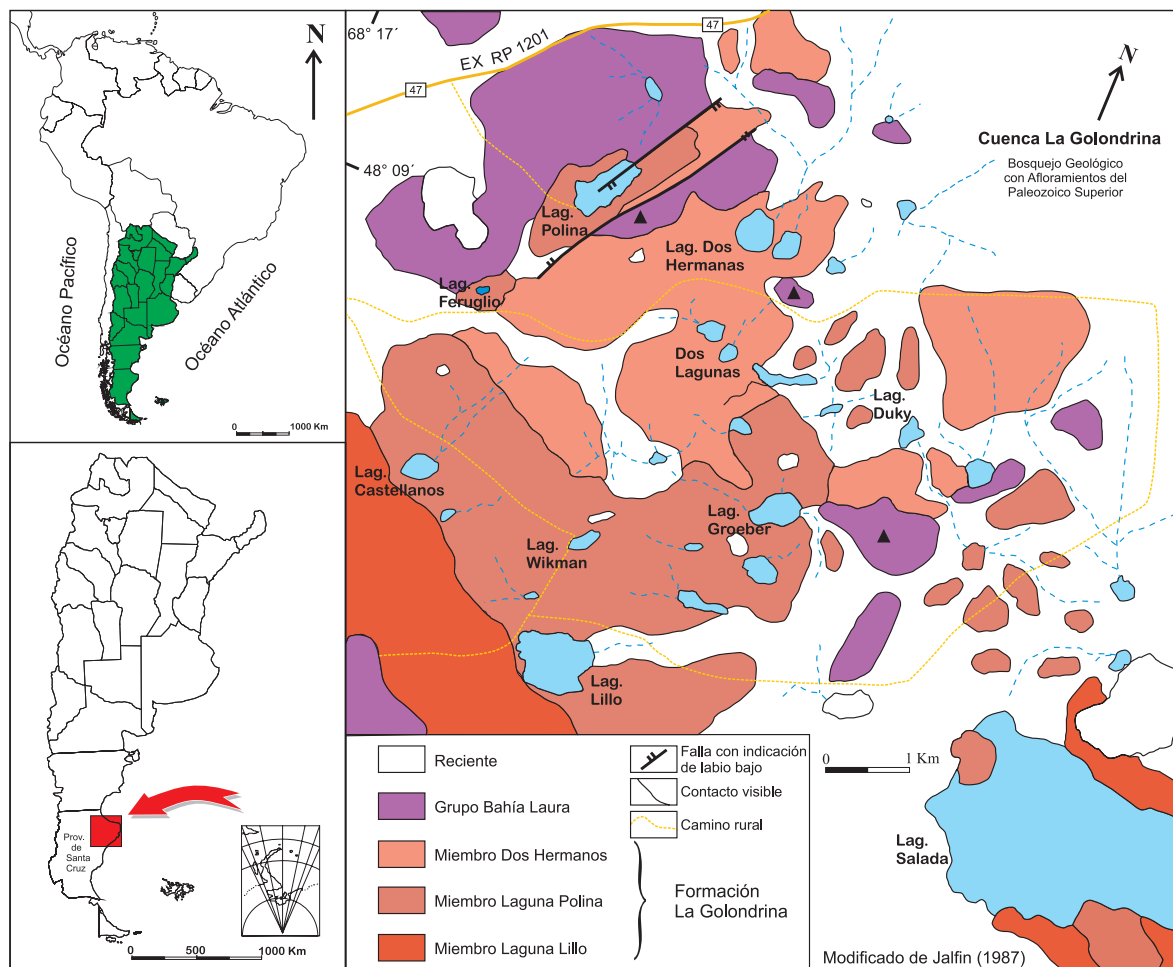 N
Océano Pacífico
Océano Atlántico
0 1000 Km
Prov.
de
Santa
Cruz
0 500 1000 Km
68° 17´
48° 09´
EX RP 1201
47
47
N
Cuenca La Golondrina
Bosquejo Geológico
con Afloramientos del
Paleozoico Superior
Lag.
Polina
Lag. Dos
Hermanas
Lag.
Feruglio
Dos
Lagunas
Lag.
Duky
Lag.
Castellanos
Lag.
Groeber
Lag.
Wikman
Lag.
Lillo
Lag.
Salada
0 1 Km
Reciente
Grupo Bahía Laura
Miembro Dos Hermanos
Miembro Laguna Polina
Miembro Laguna Lillo
Falla con indicación
de labio bajo
Contacto visible
Camino rural
Formación
La Golondrina
Modificado de Jalfin (1987)